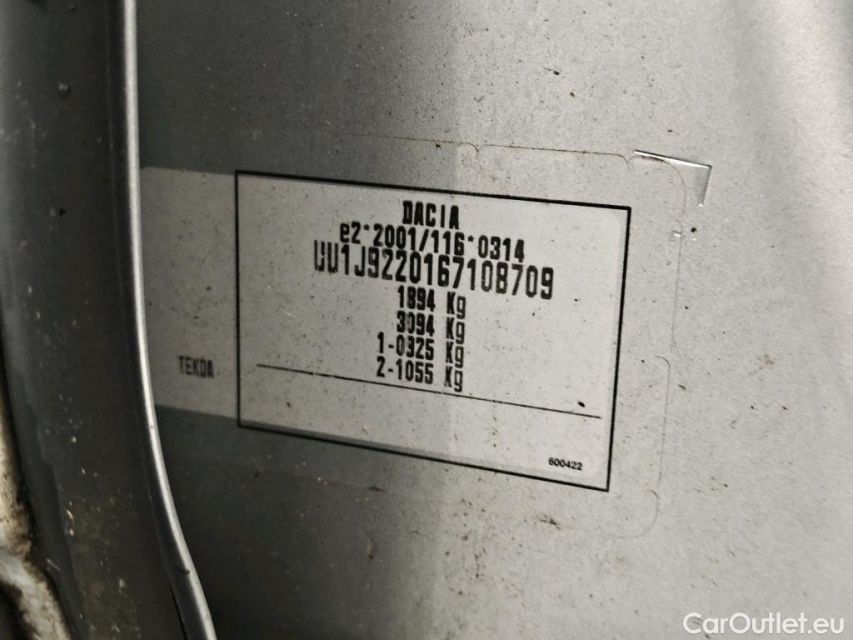 DACIA
e2*2001/116*0314
UU1J9220167108709
1894 Kg
3094 Kg
1-0325 Kg
2-1055 Kg
TEKDA
600422
CarOutlet.eu